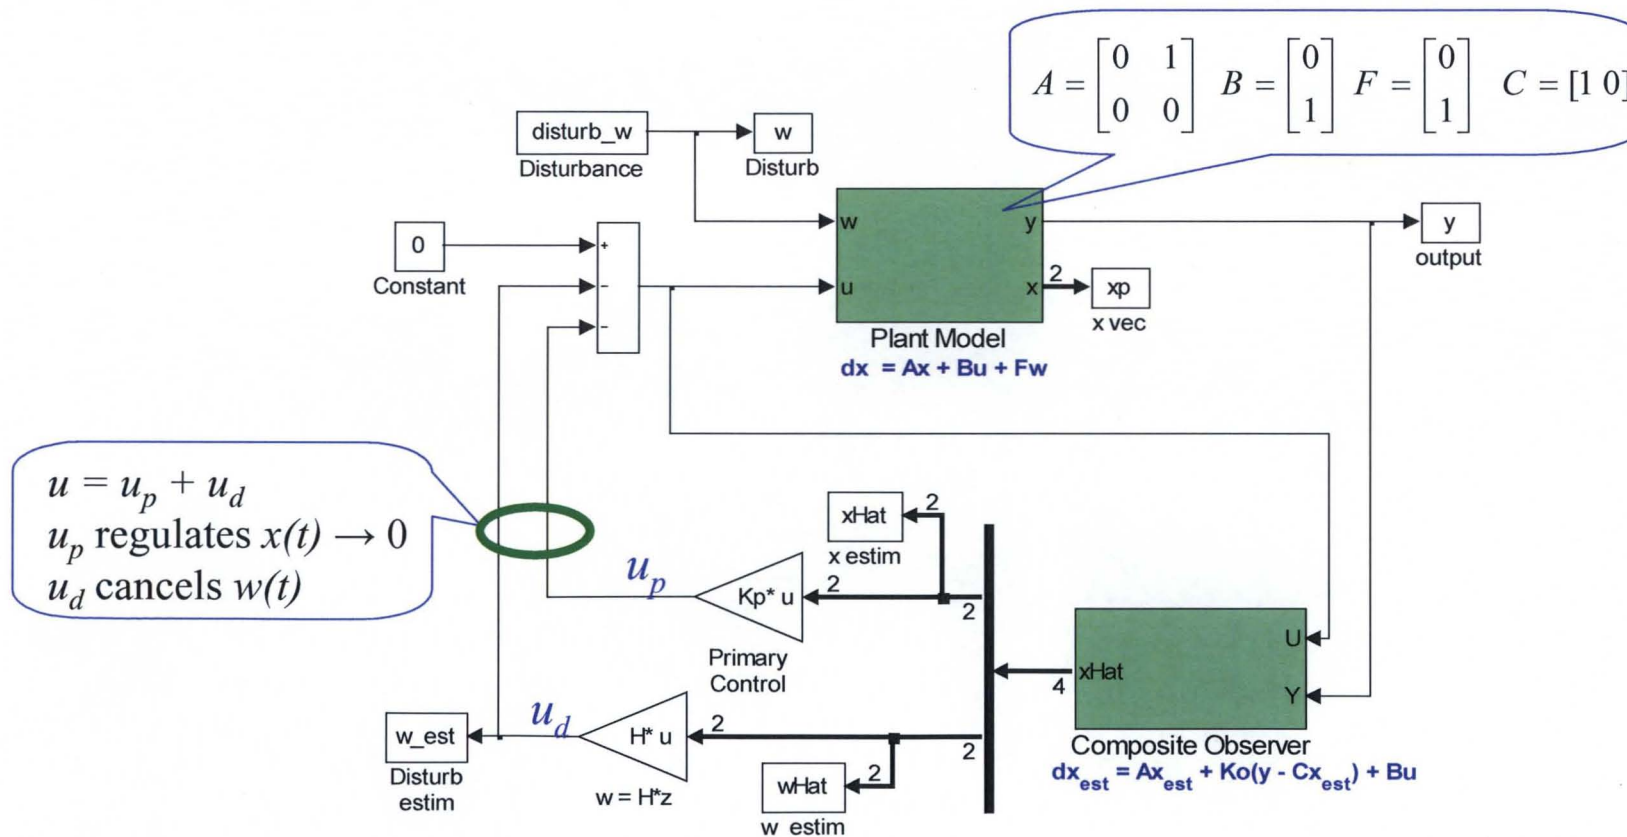 A = [0 1; 0 0] B = [0; 1] F = [0; 1] C = [1 0]
disturb_w
Disturbance
w
Disturb
0
Constant
+
-
-
w
u
y
x
2
Plant Model
dx = Ax + Bu + Fw
xp
x vec
y
output
u = u_p + u_d
u_p regulates x(t) → 0
u_d cancels w(t)
xHat
x estim
2
u_p
Kp* u
2
2
Primary
Control
U
xHat
Y
4
Composite Observer
dx_est = Ax_est + Ko(y - Cx_est) + Bu
w_est
Disturb
estim
u_d
H* u
2
2
w = H*z
wHat
2
w_estim